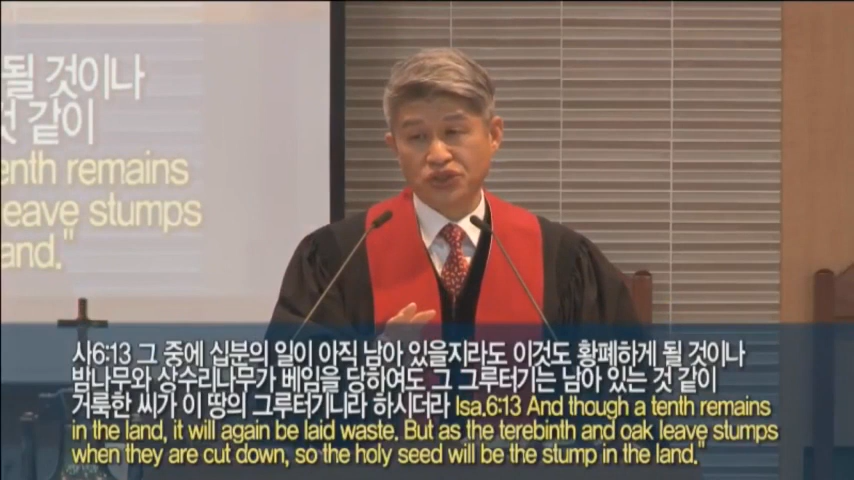 될 것이나
것 같이
enth remains
leave stumps
and."
사6:13 그 중에 십분의 일이 아직 남아 있을지라도 이것도 황폐하게 될 것이나
밤나무와 상수리나무가 베임을 당하여도 그 그루터기는 남아 있는 것 같이
거룩한 씨가 이 땅의 그루터기니라 하시더라 Isa.6:13 And though a tenth remains
in the land, it will again be laid waste. But as the terebinth and oak leave stumps
when they are cut down, so the holy seed will be the stump in the land."